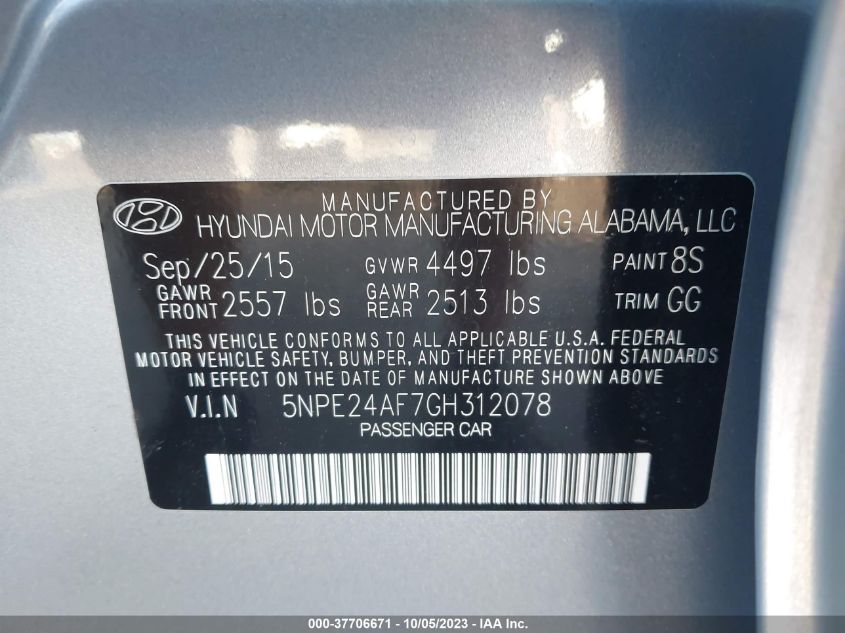 MANUFACTURED BY
HYUNDAI MOTOR MANUFACTURING ALABAMA, LLC
Sep/25/15 GVWR 4497 lbs PAINT 8S
GAWR FRONT 2557 lbs GAWR REAR 2513 lbs TRIM GG
THIS VEHICLE CONFORMS TO ALL APPLICABLE U.S.A. FEDERAL
MOTOR VEHICLE SAFETY, BUMPER, AND THEFT PREVENTION STANDARDS
IN EFFECT ON THE DATE OF MANUFACTURE SHOWN ABOVE
V.I.N 5NPE24AF7GH312078
PASSENGER CAR
000-37706671 - 10/05/2023 - IAA Inc.